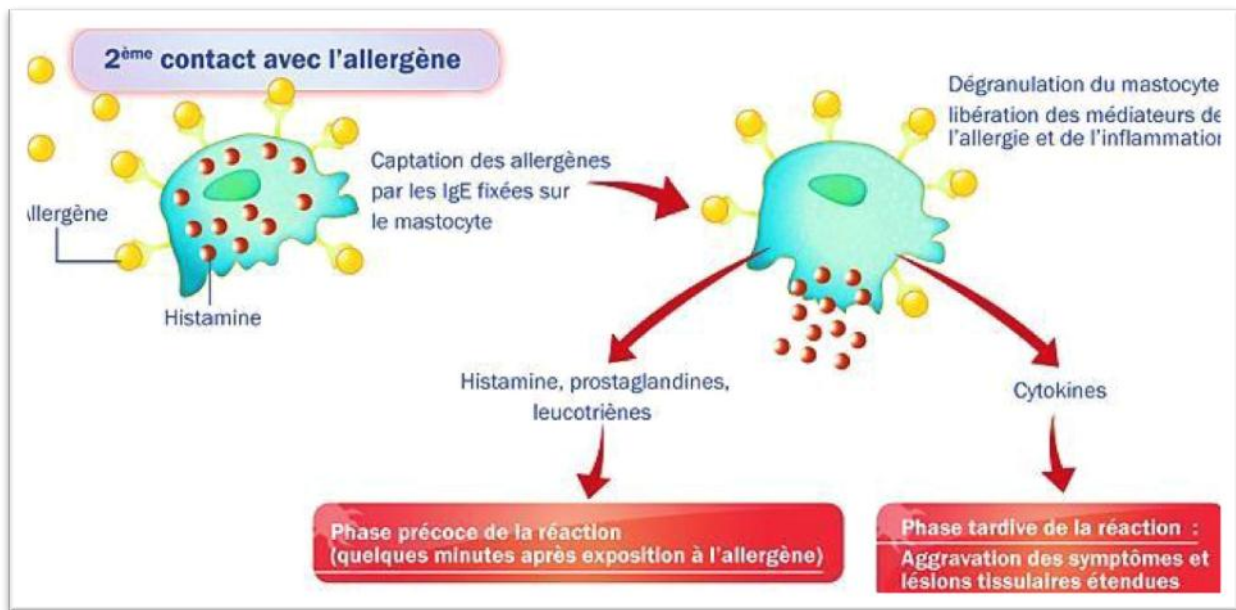 2ème contact avec l'allergène
Captation des allergènes
par les IgE fixées sur
le mastocyte
Dégranulation du mastocyte
libération des médiateurs de
l'allergie et de l'inflammation
llergène
Histamine
Histamine, prostaglandines,
leucotriènes
Cytokines
Phase précoce de la réaction
(quelques minutes après exposition à l'allergène)
Phase tardive de la réaction :
Aggravation des symptômes et
lésions tissulaires étendues